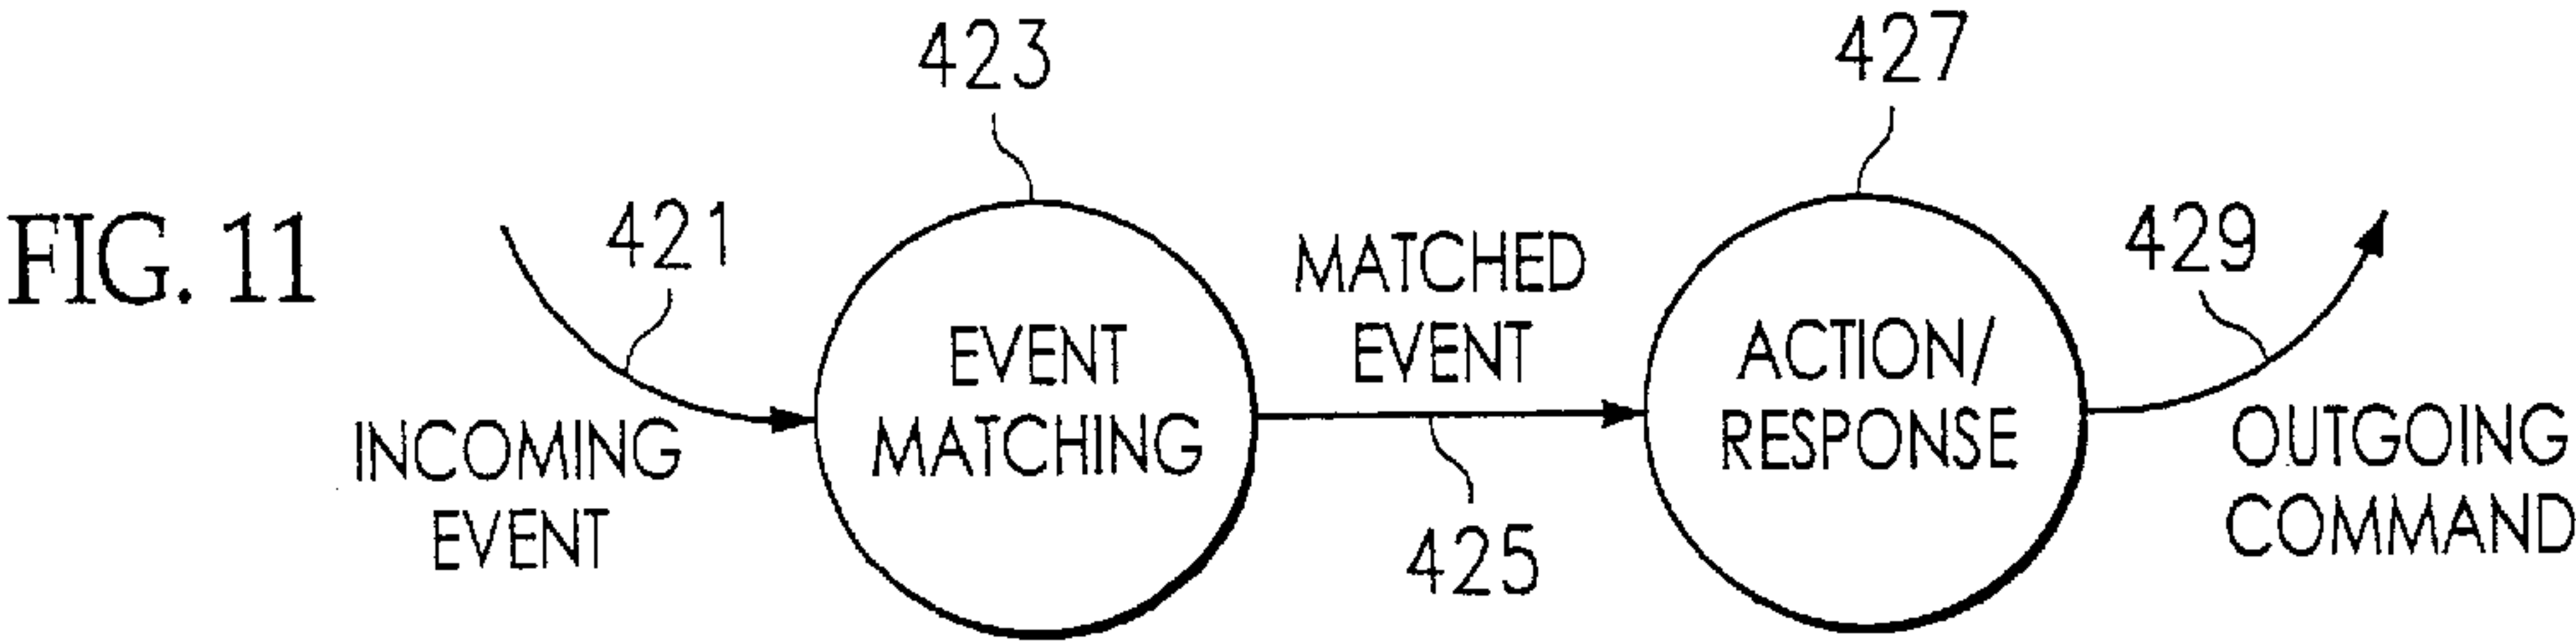 FIG. 11
421
INCOMING
EVENT
423
EVENT
MATCHING
MATCHED
EVENT
425
427
ACTION/
RESPONSE
429
OUTGOING
COMMAND